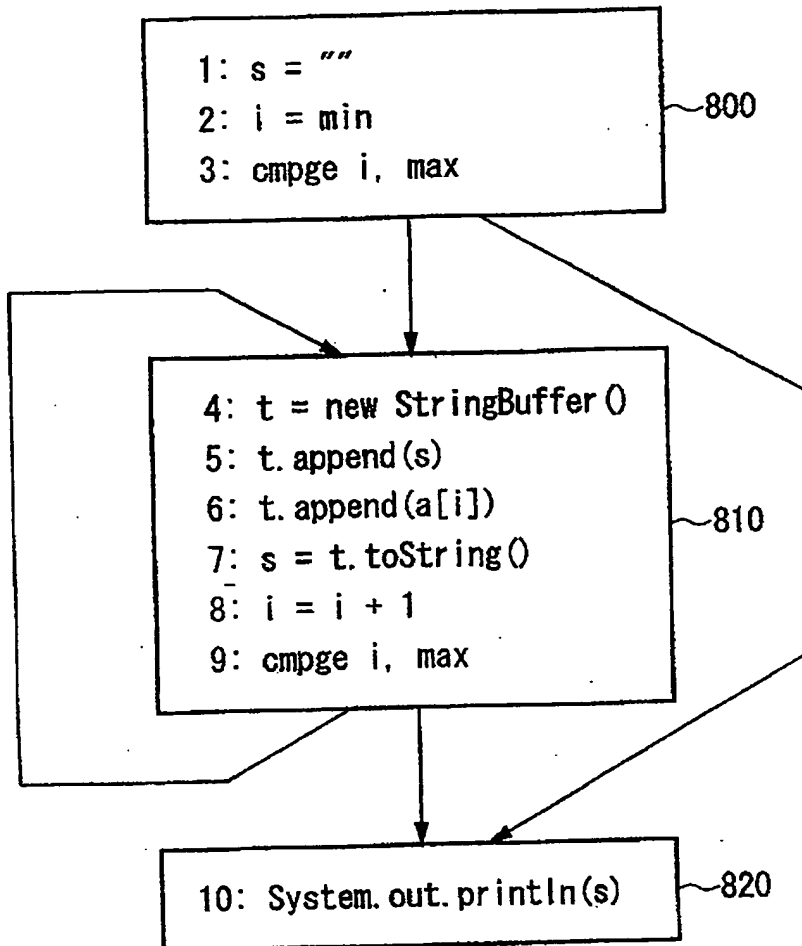 1: s = ""
2: i = min
3: cmpge i, max
800
4: t = new StringBuffer()
5: t.append(s)
6: t.append(a[i])
7: s = t.toString()
8: i = i + 1
9: cmpge i, max
810
10: System.out.println(s)
820